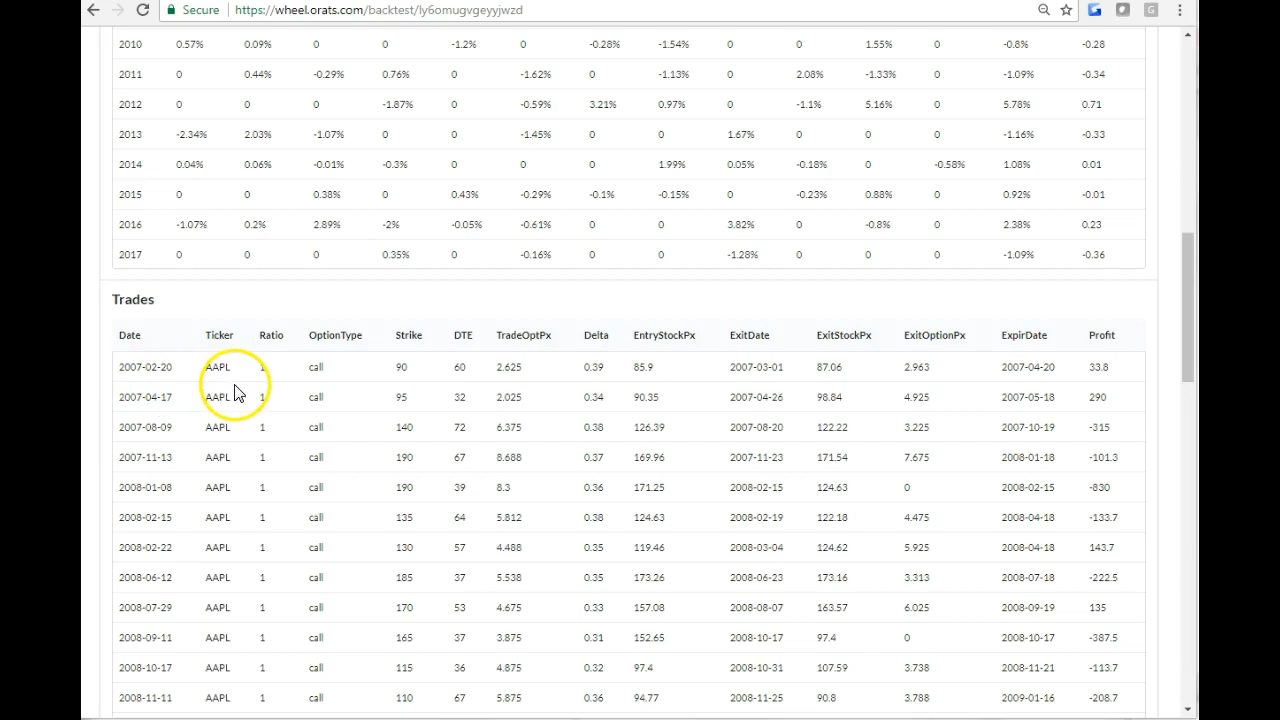 Secure https://wheel.orats.com/backtest/ly6omugvgeyyjwzd
2010 0.57% 0.09% 0 0 -1.2% 0 -0.28% -1.54% 0 0 1.55% 0 -0.8% -0.28
2011 0 0.44% -0.29% 0.76% 0 -1.62% 0 -1.13% 0 2.08% -1.33% 0 -1.09% -0.34
2012 0 0 0 -1.87% 0 -0.59% 3.21% 0.97% 0 -1.1% 5.16% 0 5.78% 0.71
2013 -2.34% 2.03% -1.07% 0 0 -1.45% 0 0 1.67% 0 0 0 -1.16% -0.33
2014 0.04% 0.06% -0.01% -0.3% 0 0 0 1.99% 0.05% -0.18% 0 -0.58% 1.08% 0.01
2015 0 0 0.38% 0 0.43% -0.29% -0.1% -0.15% 0 -0.23% 0.88% 0 0.92% -0.01
2016 -1.07% 0.2% 2.89% -2% -0.05% -0.61% 0 0 3.82% 0 -0.8% 0 2.38% 0.23
2017 0 0 0 0.35% 0 -0.16% 0 0 -1.28% 0 0 0 -1.09% -0.36
Trades
Date Ticker Ratio OptionType Strike DTE TradeOptPx Delta EntryStockPx ExitDate ExitStockPx ExitOptionPx ExpirDate Profit
2007-02-20 AAPL 1 call 90 60 2.625 0.39 85.9 2007-03-01 87.06 2.963 2007-04-20 33.8
2007-04-17 AAPL 1 call 95 32 2.025 0.34 90.35 2007-04-26 98.84 4.925 2007-05-18 290
2007-08-09 AAPL 1 call 140 72 6.375 0.38 126.39 2007-08-20 122.22 3.225 2007-10-19 -315
2007-11-13 AAPL 1 call 190 67 8.688 0.37 169.96 2007-11-23 171.54 7.675 2008-01-18 -101.3
2008-01-08 AAPL 1 call 190 39 8.3 0.36 171.25 2008-02-15 124.63 0 2008-02-15 -830
2008-02-15 AAPL 1 call 135 64 5.812 0.38 124.63 2008-02-19 122.18 4.475 2008-04-18 -133.7
2008-02-22 AAPL 1 call 130 57 4.488 0.35 119.46 2008-03-04 124.62 5.925 2008-04-18 143.7
2008-06-12 AAPL 1 call 185 37 5.538 0.35 173.26 2008-06-23 173.16 3.313 2008-07-18 -222.5
2008-07-29 AAPL 1 call 170 53 4.675 0.33 157.08 2008-08-07 163.57 6.025 2008-09-19 135
2008-09-11 AAPL 1 call 165 37 3.875 0.31 152.65 2008-10-17 97.4 0 2008-10-17 -387.5
2008-10-17 AAPL 1 call 115 36 4.875 0.32 97.4 2008-10-31 107.59 3.738 2008-11-21 -113.7
2008-11-11 AAPL 1 call 110 67 5.875 0.36 94.77 2008-11-25 90.8 3.788 2009-01-16 -208.7